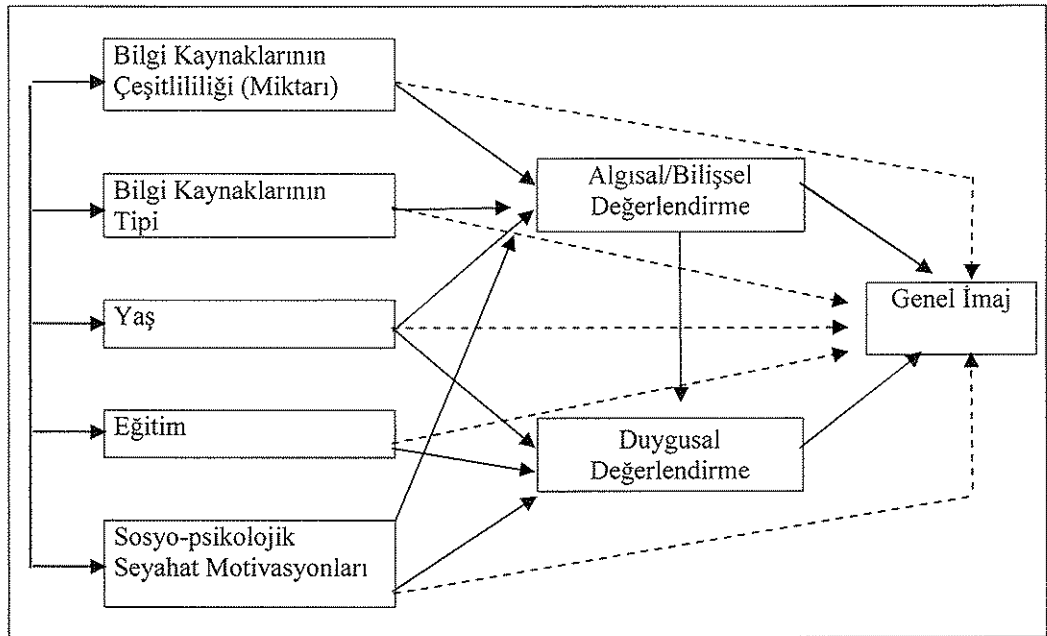 Bilgi Kaynaklarının
Çeşitlililiği (Miktarı)
Bilgi Kaynaklarının
Tipi
Yaş
Eğitim
Sosyo-psikolojik
Seyahat Motivasyonları
Algısal/Bilişsel
Değerlendirme
Duygusal
Değerlendirme
Genel İmaj